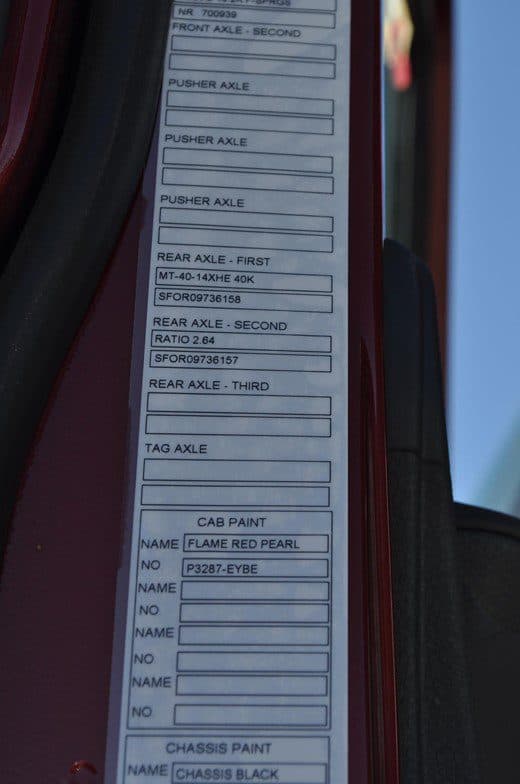 NR 700939
FRONT AXLE - SECOND
PUSHER AXLE
PUSHER AXLE
PUSHER AXLE
REAR AXLE - FIRST
MT-40-14XHE 40K
SFOR09736158
REAR AXLE - SECOND
RATIO 2.64
SFOR09736157
REAR AXLE - THIRD
TAG AXLE
CAB PAINT
NAME FLAME RED PEARL
NO P3287-EYBE
NAME
NO
NAME
NO
NAME
NO
CHASSIS PAINT
NAME CHASSIS BLACK